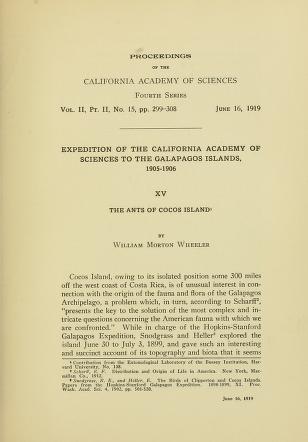 PROCEEDINGS
OF THE
CALIFORNIA ACADEMY OF SCIENCES
FOURTH SERIES
VOL. II, PT. II, NO. 15, pp. 299-308 JUNE 16, 1919
EXPEDITION OF THE CALIFORNIA ACADEMY OF
SCIENCES TO THE GALAPAGOS ISLANDS,
1905-1906
XV
THE ANTS OF COCOS ISLAND¹
BY
WILLIAM MORTON WHEELER
Cocos Island, owing to its isolated position some 300 miles
off the west coast of Costa Rica, is of unusual interest in con-
nection with the origin of the fauna and flora of the Galapagos
Archipelago, a problem which, in turn, according to Scharff²,
"presents the key to the solution of the most complex and in-
tricate questions concerning the American fauna with which we
are confronted." While in charge of the Hopkins-Stanford
Galapagos Expedition, Snodgrass and Heller³ explored the
island June 30 to July 3, 1899, and gave such an interesting
and succinct account of its topography and biota that it seems
¹ Contribution from the Entomological Laboratory of the Bussey Institution, Har-
vard University, No. 138.
² Scharff, R. F. Distribution and Origin of Life in America. New York, Mac-
millan Co., 1912.
³ Snodgrass, R. E., and Heller, E. The Birds of Clipperton and Cocos Islands.
Papers from the Hopkins-Stanford Galapagos Expedition, 1898-1899, XI. Proc.
Wash. Acad. Sci. 4, 1902, pp. 501-520.
June 16, 1919